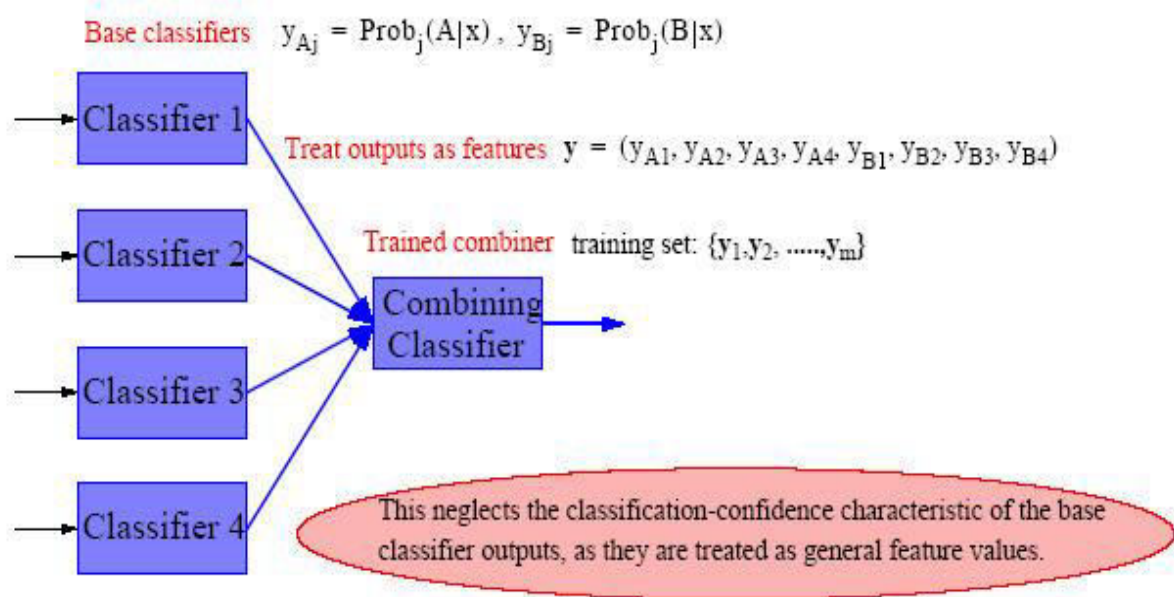 Base classifiers y_Aj = Prob_j(A|x) , y_Bj = Prob_j(B|x)
Classifier 1
Treat outputs as features y = (y_A1, y_A2, y_A3, y_A4, y_B1, y_B2, y_B3, y_B4)
Classifier 2
Trained combiner training set: {y_1,y_2, .....,y_m}
Combining
Classifier
Classifier 3
Classifier 4
This neglects the classification-confidence characteristic of the base
classifier outputs, as they are treated as general feature values.